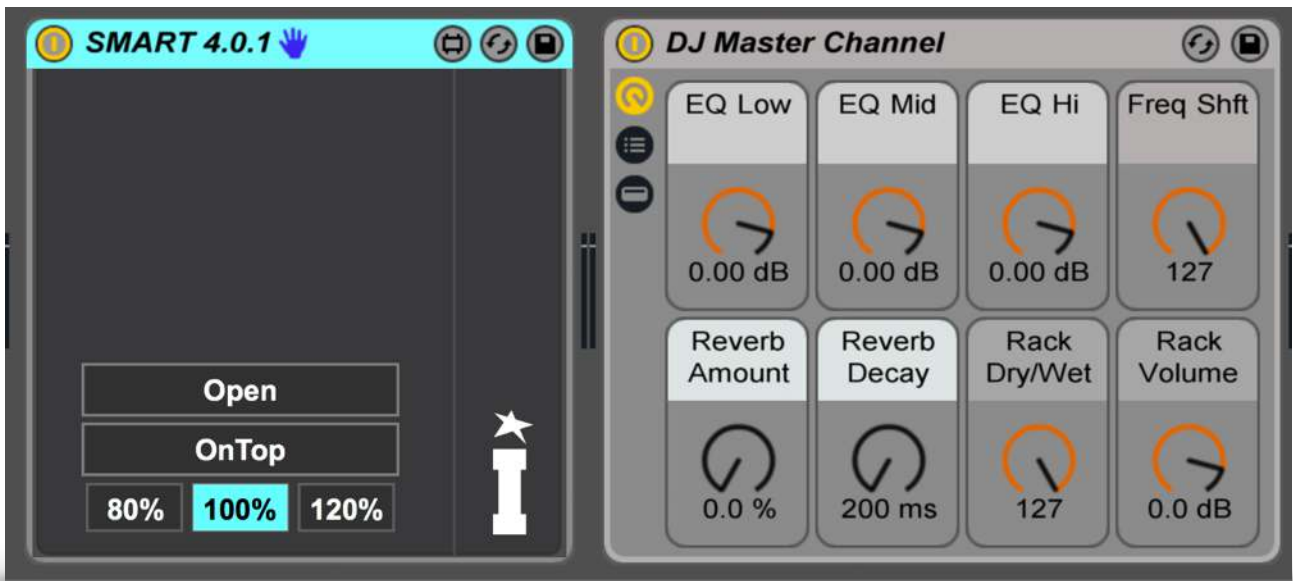 SMART 4.0.1
Open
OnTop
80% 100% 120%
DJ Master Channel
EQ Low EQ Mid EQ Hi Freq Shft
0.00 dB 0.00 dB 0.00 dB 127
Reverb Reverb Rack Rack
Amount Decay Dry/Wet Volume
0.0 % 200 ms 127 0.0 dB